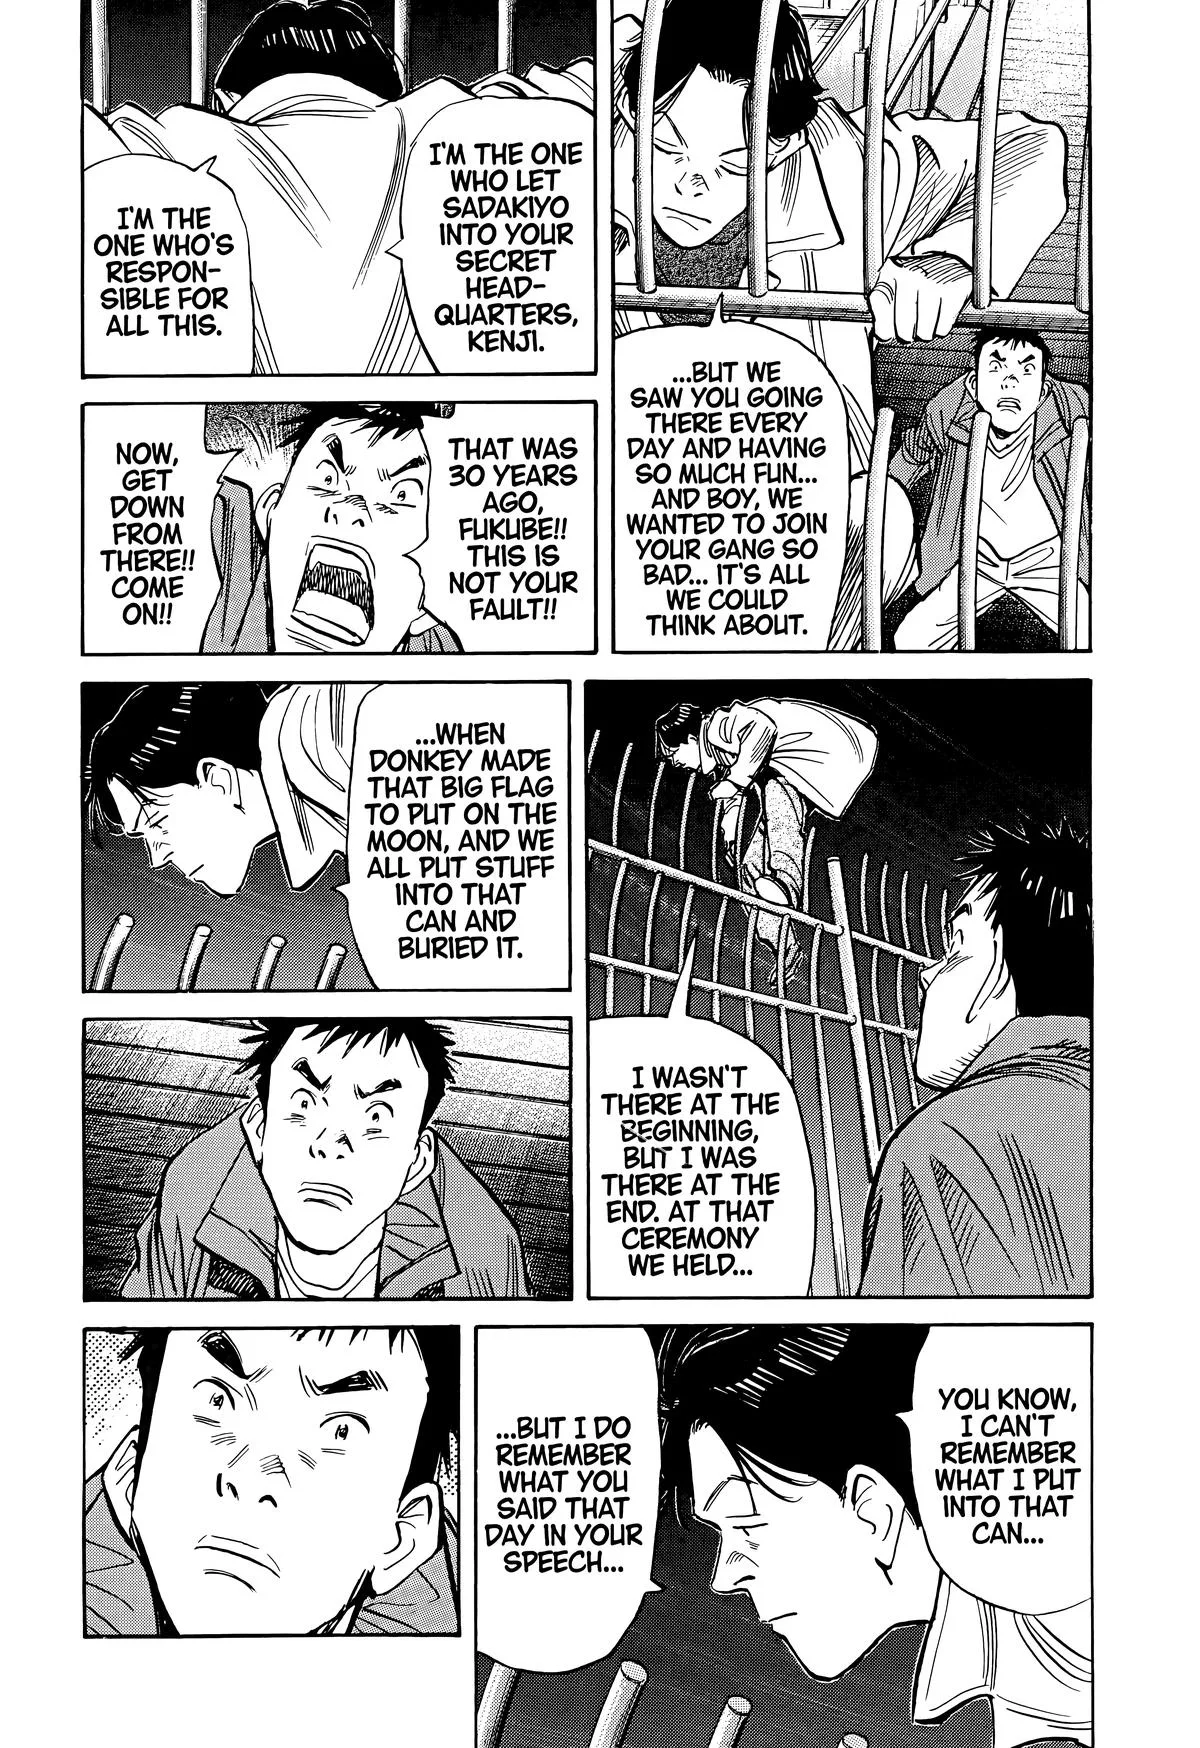 ...BUT WE
SAW YOU GOING
THERE EVERY
DAY AND HAVING
SO MUCH FUN...
AND BOY, WE
WANTED TO JOIN
YOUR GANG SO
BAD... IT'S ALL
WE COULD
THINK ABOUT.
I'M THE ONE
WHO LET
SADAKIYO
INTO YOUR
SECRET
HEAD-
QUARTERS,
KENJI.
I'M THE
ONE WHO'S
RESPON-
SIBLE FOR
ALL THIS.
THAT WAS
30 YEARS
AGO,
FUKUBE!!
THIS IS
NOT YOUR
FAULT!!
NOW,
GET
DOWN
FROM
THERE!!
COME
ON!!
I WASN'T
THERE AT THE
BEGINNING,
BUT I WAS
THERE AT THE
END. AT THAT
CEREMONY
WE HELD...
...WHEN
DONKEY MADE
THAT BIG FLAG
TO PUT ON THE
MOON, AND WE
ALL PUT STUFF
INTO THAT
CAN AND
BURIED IT.
YOU KNOW,
I CAN'T
REMEMBER
WHAT I PUT
INTO THAT
CAN...
...BUT I DO
REMEMBER
WHAT YOU
SAID THAT
DAY IN YOUR
SPEECH...